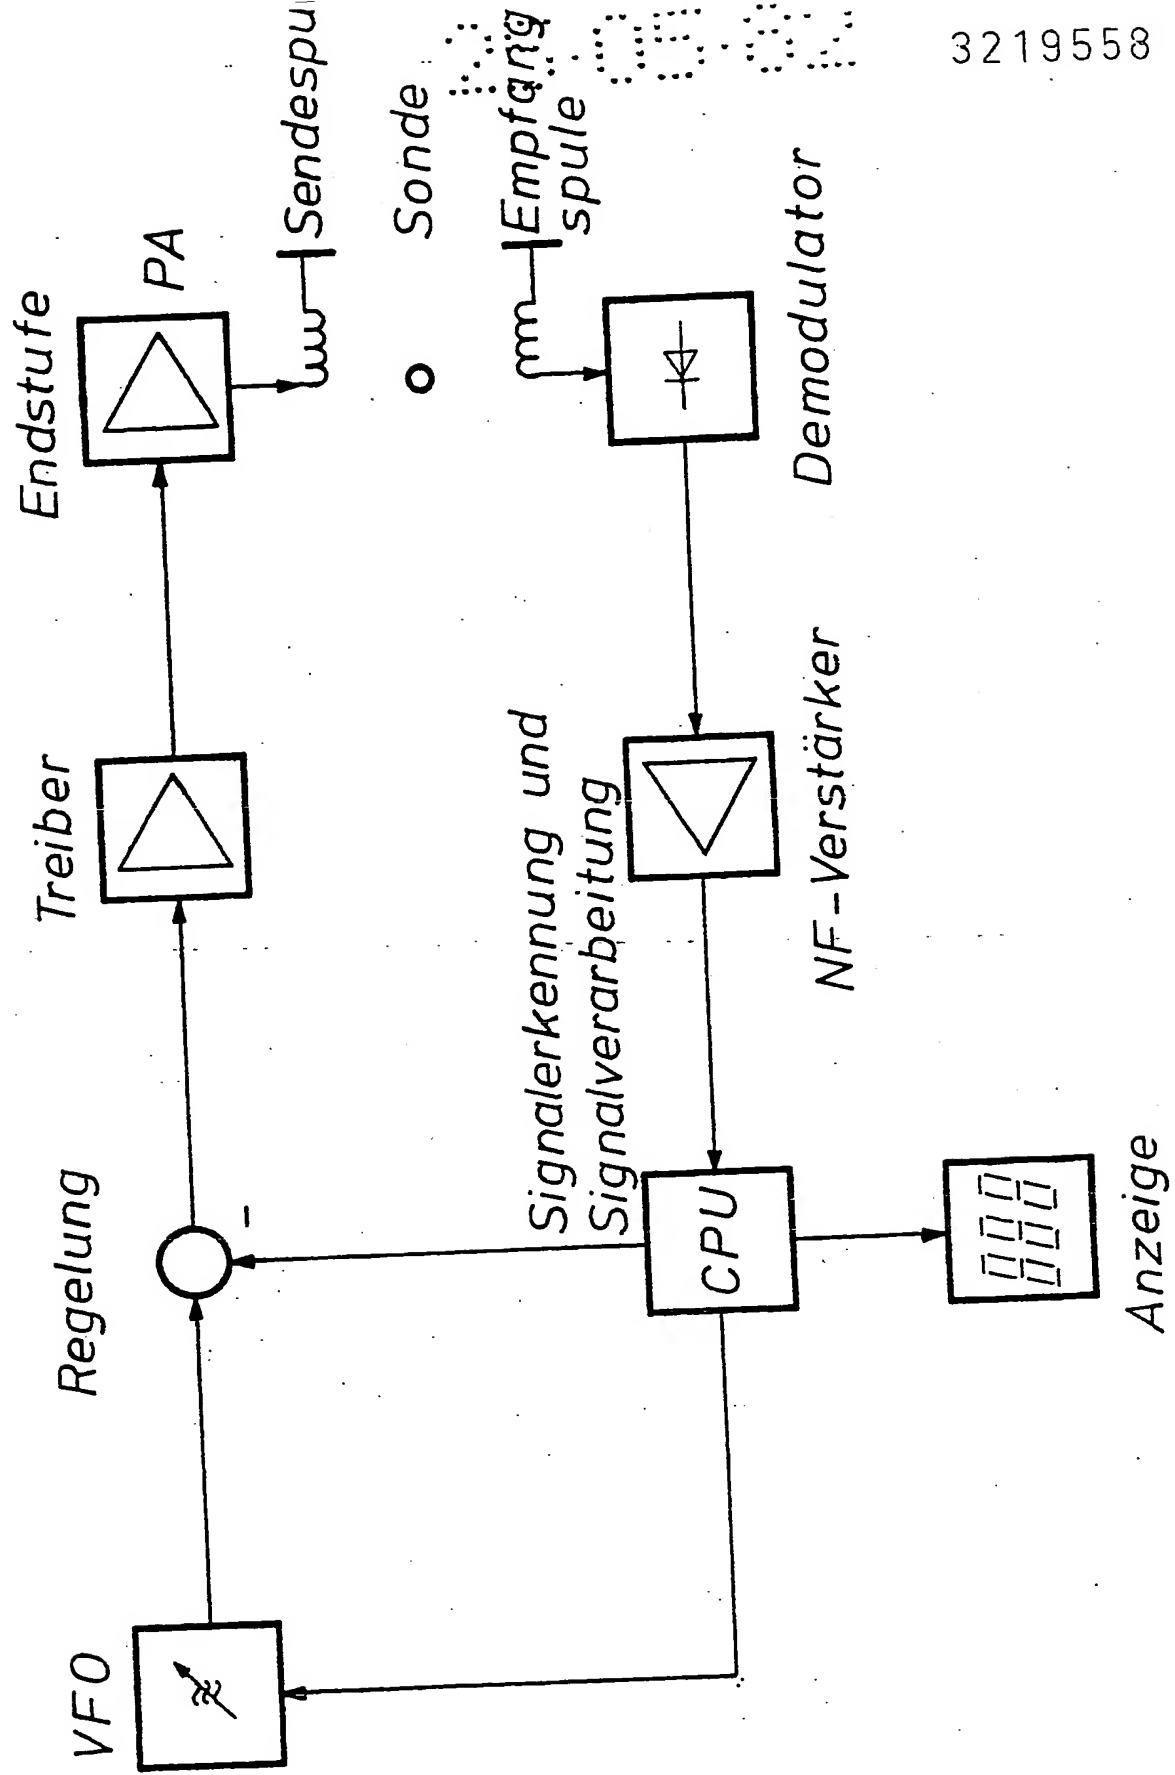 3219558
VFO
Regelung
Treiber
Endstufe
PA
-
Sendespu
Sonde
Empfang
spule
Signalerkennung und
Signalverarbeitung
CPU
NF-Verstärker
Demodulator
Anzeige